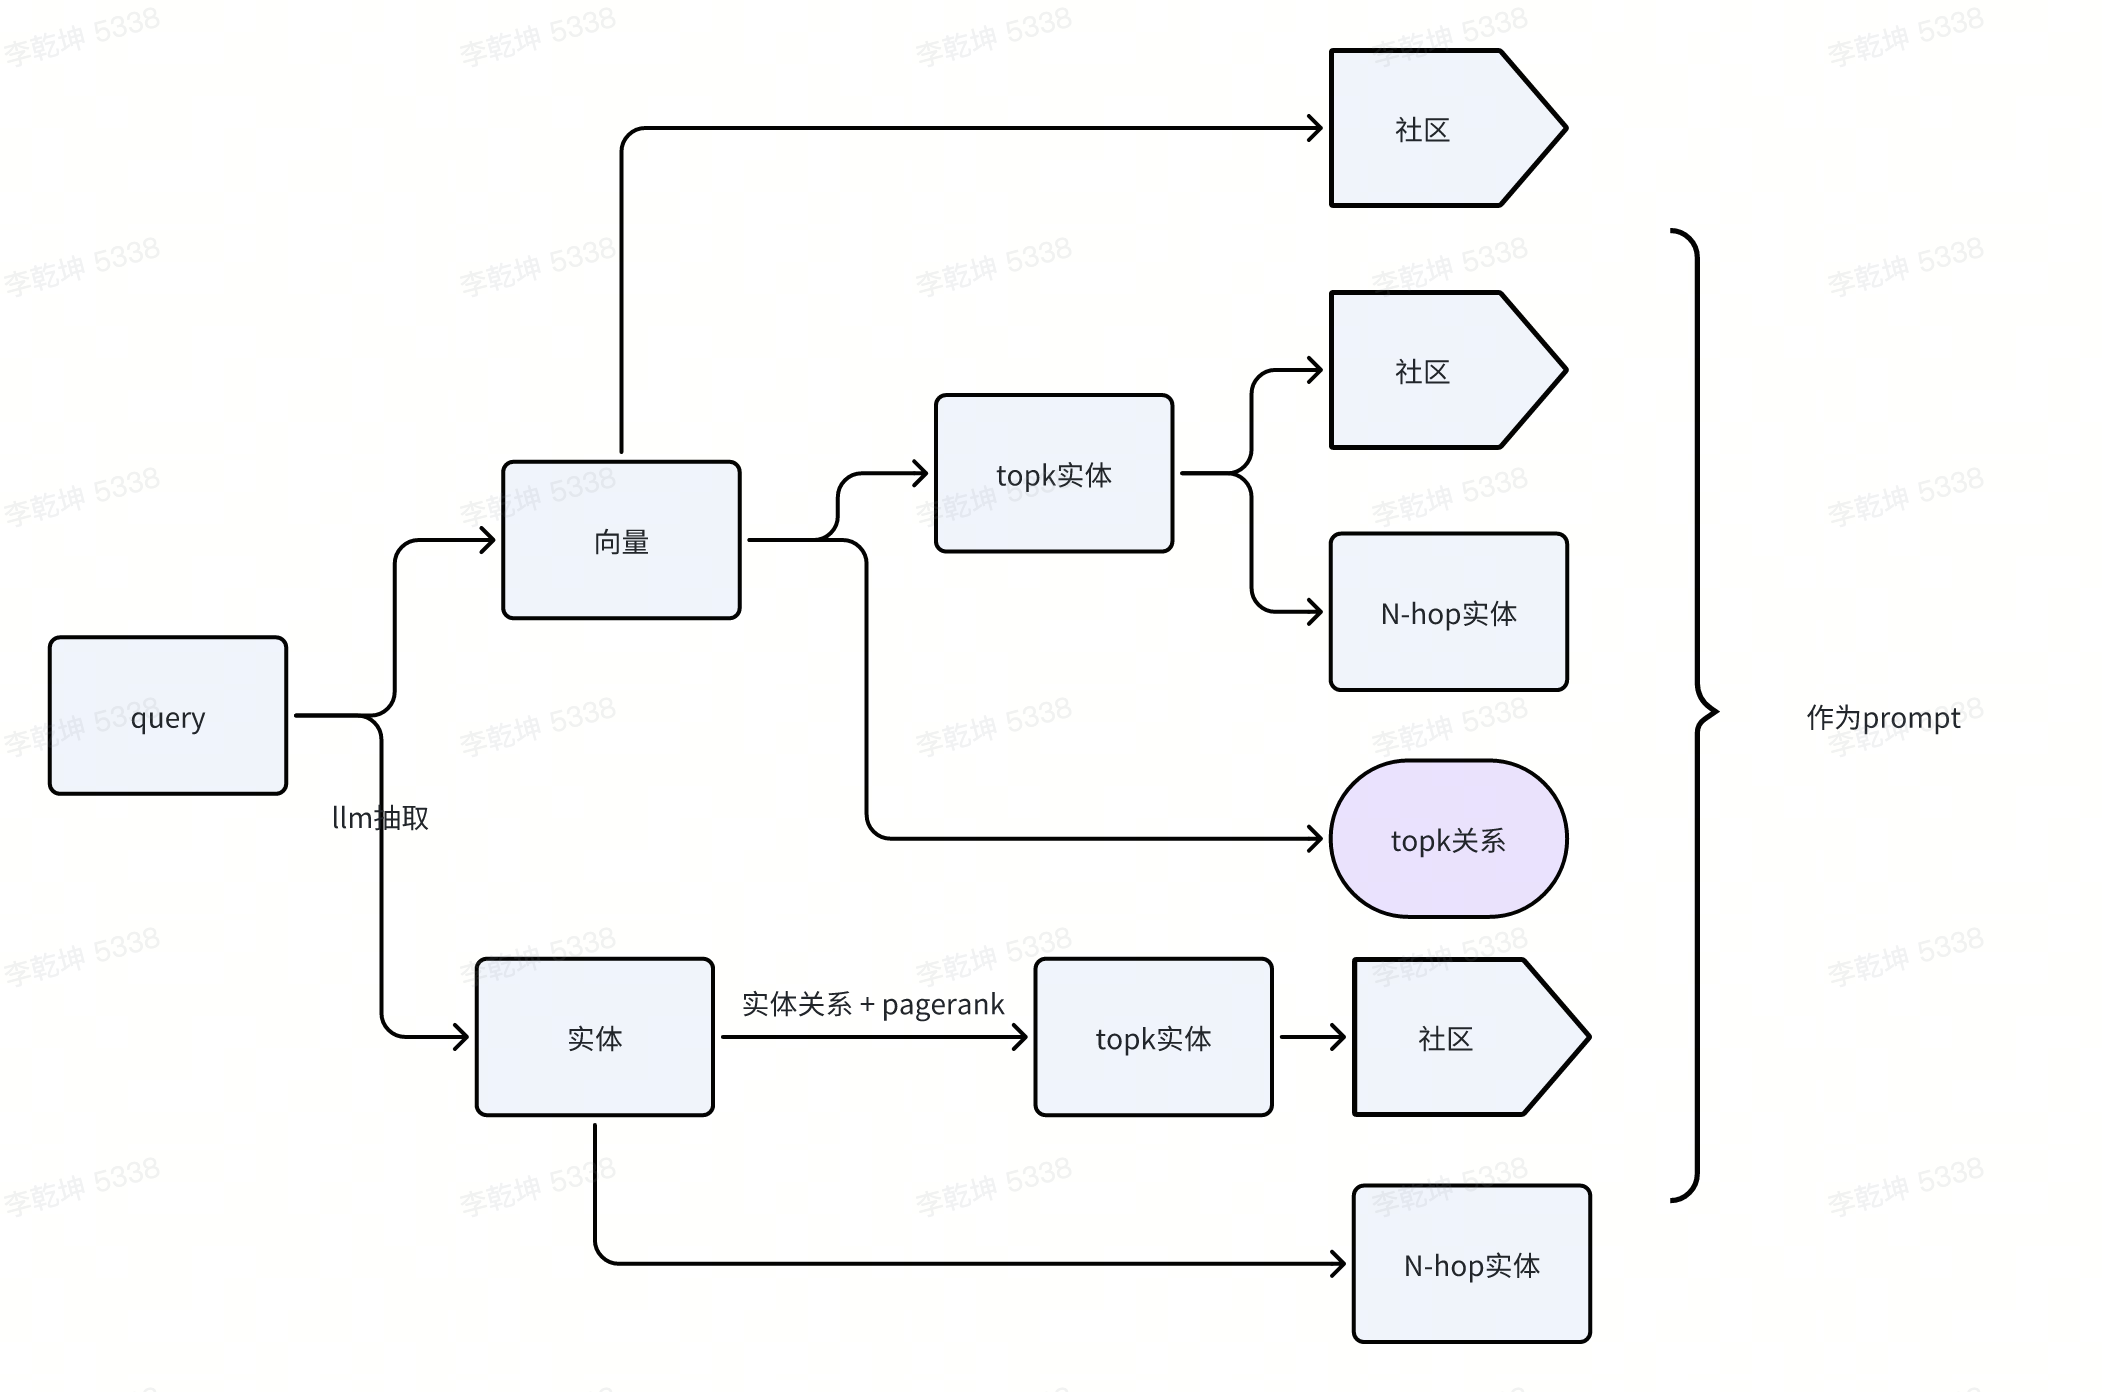 社区
社区
topk实体
向量
N-hop实体
query
作为prompt
llm抽取
topk关系
实体
实体关系 + pagerank
topk实体
社区
N-hop实体
李乾坤 5338